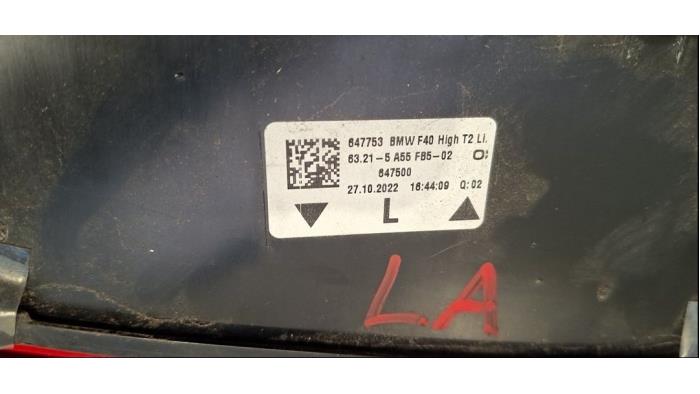 647753 BMW F40 High T2 Li.
63.21-5 A55 FB5-02 O:
647500
27.10.2022 16:44:09 Q:02
L
LA